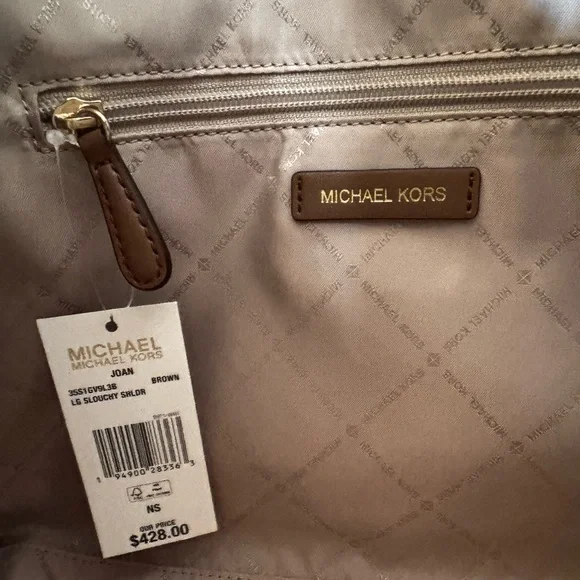 MICHAEL KORS
MICHAEL
MICHAEL KORS
JOAN
35S1GV9L3B BROWN
LG SLOUCHY SHLDR
1 94900 28336 3
NS
OUR PRICE
$428.00